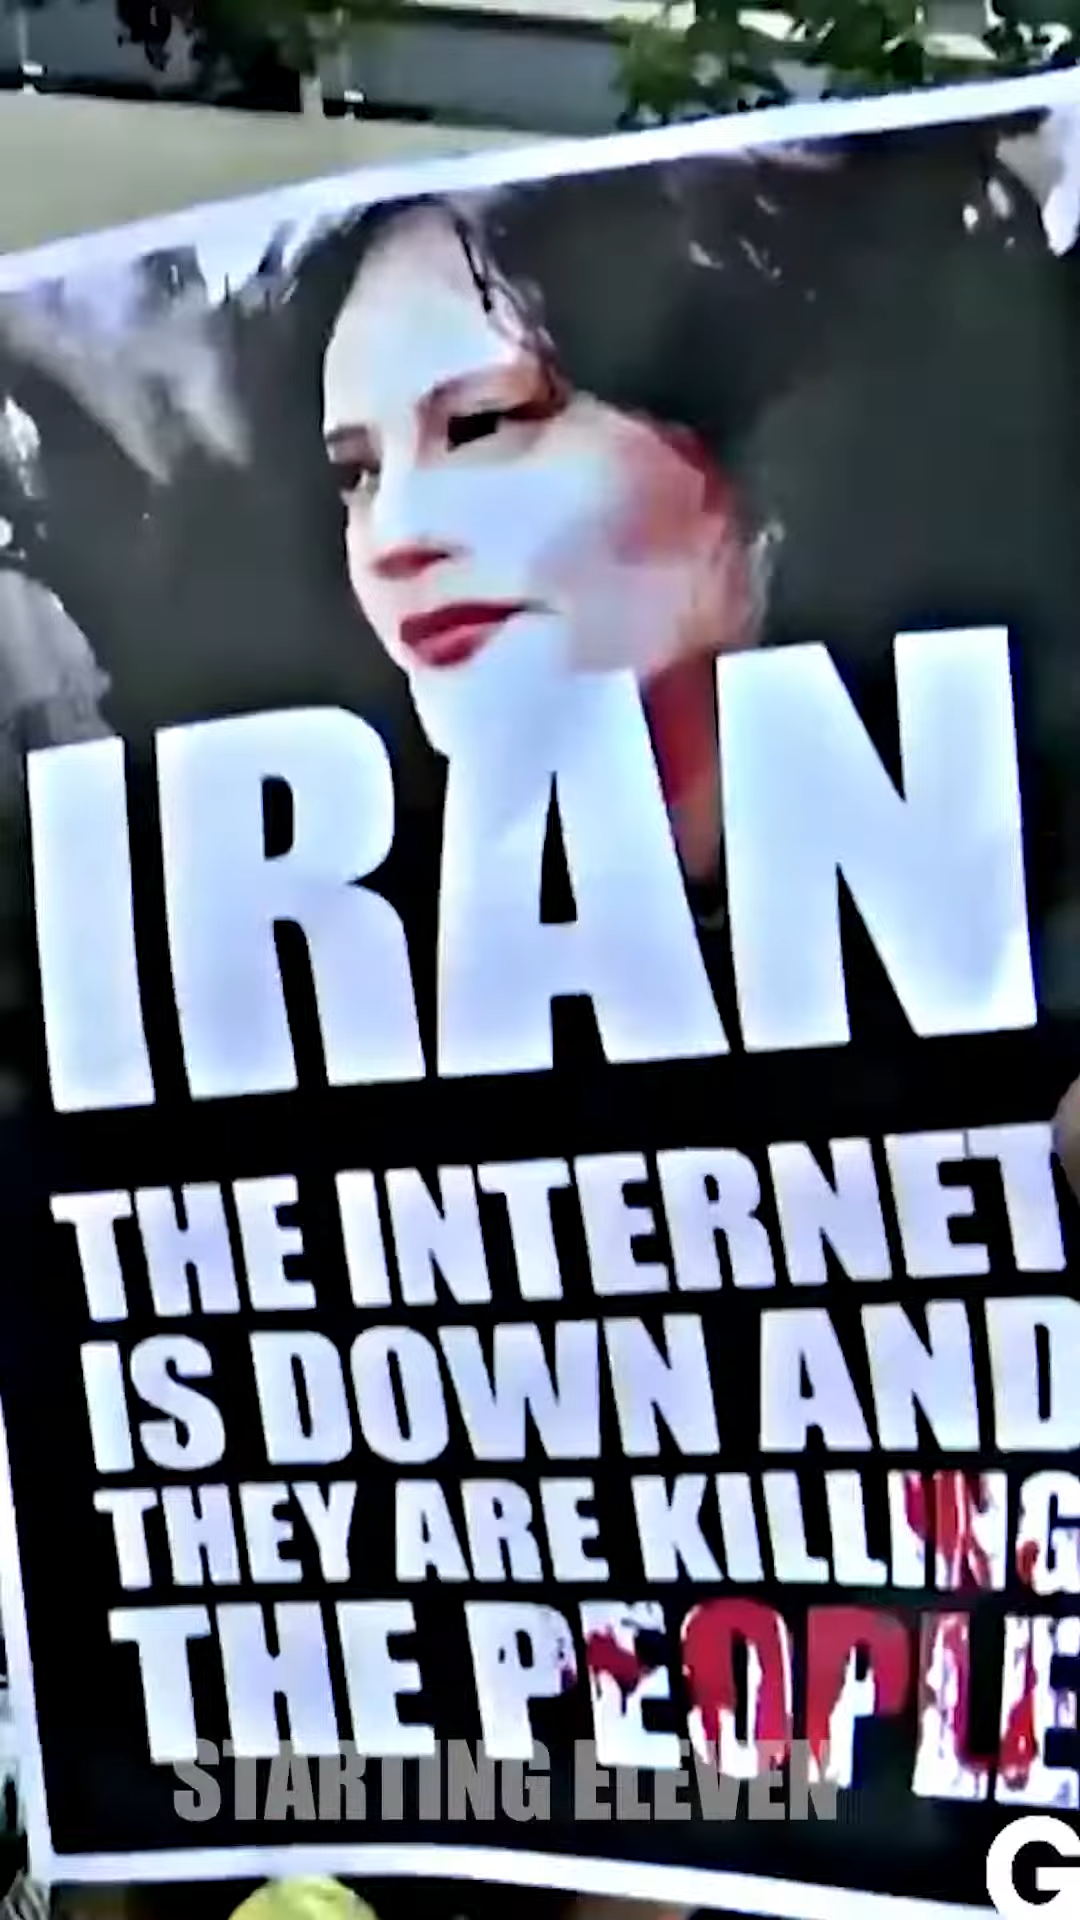 IRAN
THE INTERNET
IS DOWN AND
THEY ARE KILLING
THE PEOPLE
STARTING ELEVEN
G